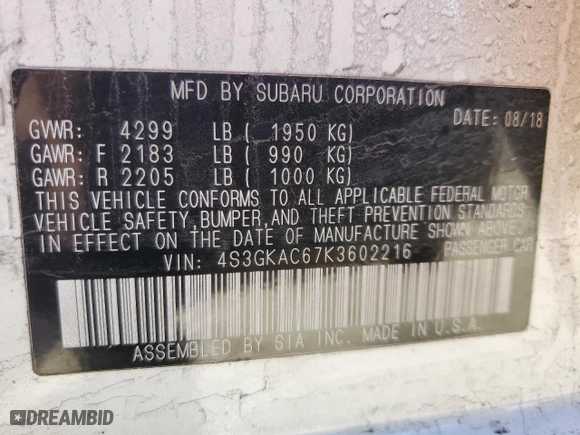 MFD BY SUBARU CORPORATION
DATE: 08/18
GVWR: 4299 LB ( 1950 KG)
GAWR: F 2183 LB ( 990 KG)
GAWR: R 2205 LB ( 1000 KG)
THIS VEHICLE CONFORMS TO ALL APPLICABLE FEDERAL MOTOR
VEHICLE SAFETY,BUMPER,AND THEFT PREVENTION STANDARDS
IN EFFECT ON THE DATE OF MANUFACTURE SHOWN ABOVE.
VIN: 4S3GKAC67K3602216 PASSENGER CAR
ASSEMBLED BY SIA INC. MADE IN U.S.A.
DREAMBID